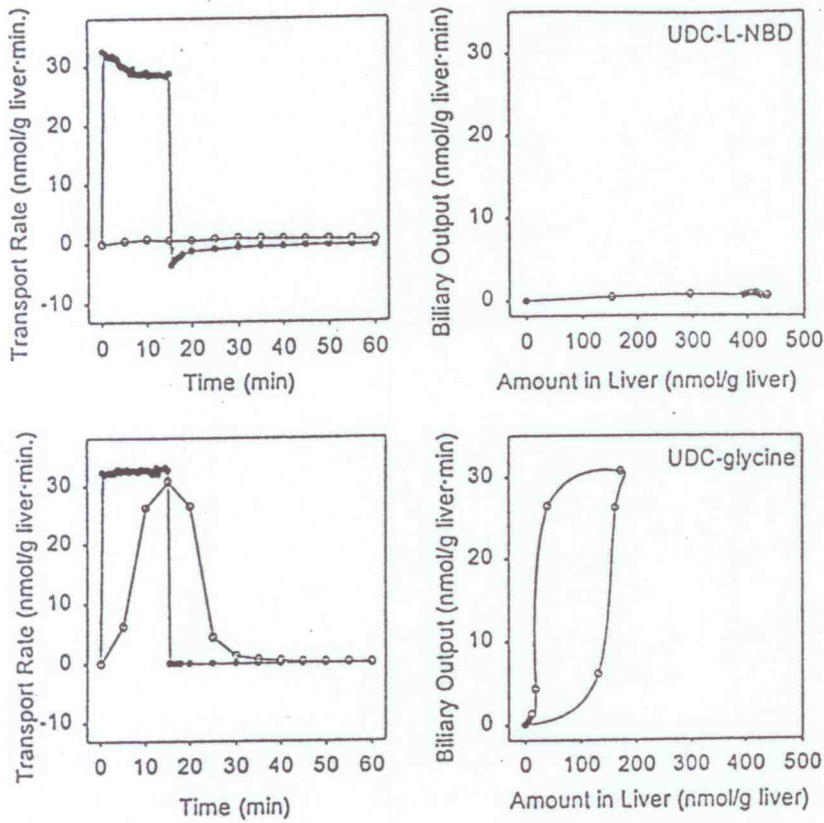 Transport Rate (nmol/g liver·min.)
30
20
10
0
-10
0 10 20 30 40 50 60
Time (min)
UDC-L-NBD
Biliary Output (nmol/g liver·min)
30
20
10
0
0 100 200 300 400 500
Amount in Liver (nmol/g liver)
Transport Rate (nmol/g liver·min.)
30
20
10
0
-10
0 10 20 30 40 50 60
Time (min)
UDC-glycine
Biliary Output (nmol/g liver·min)
30
20
10
0
0 100 200 300 400 500
Amount in Liver (nmol/g liver)